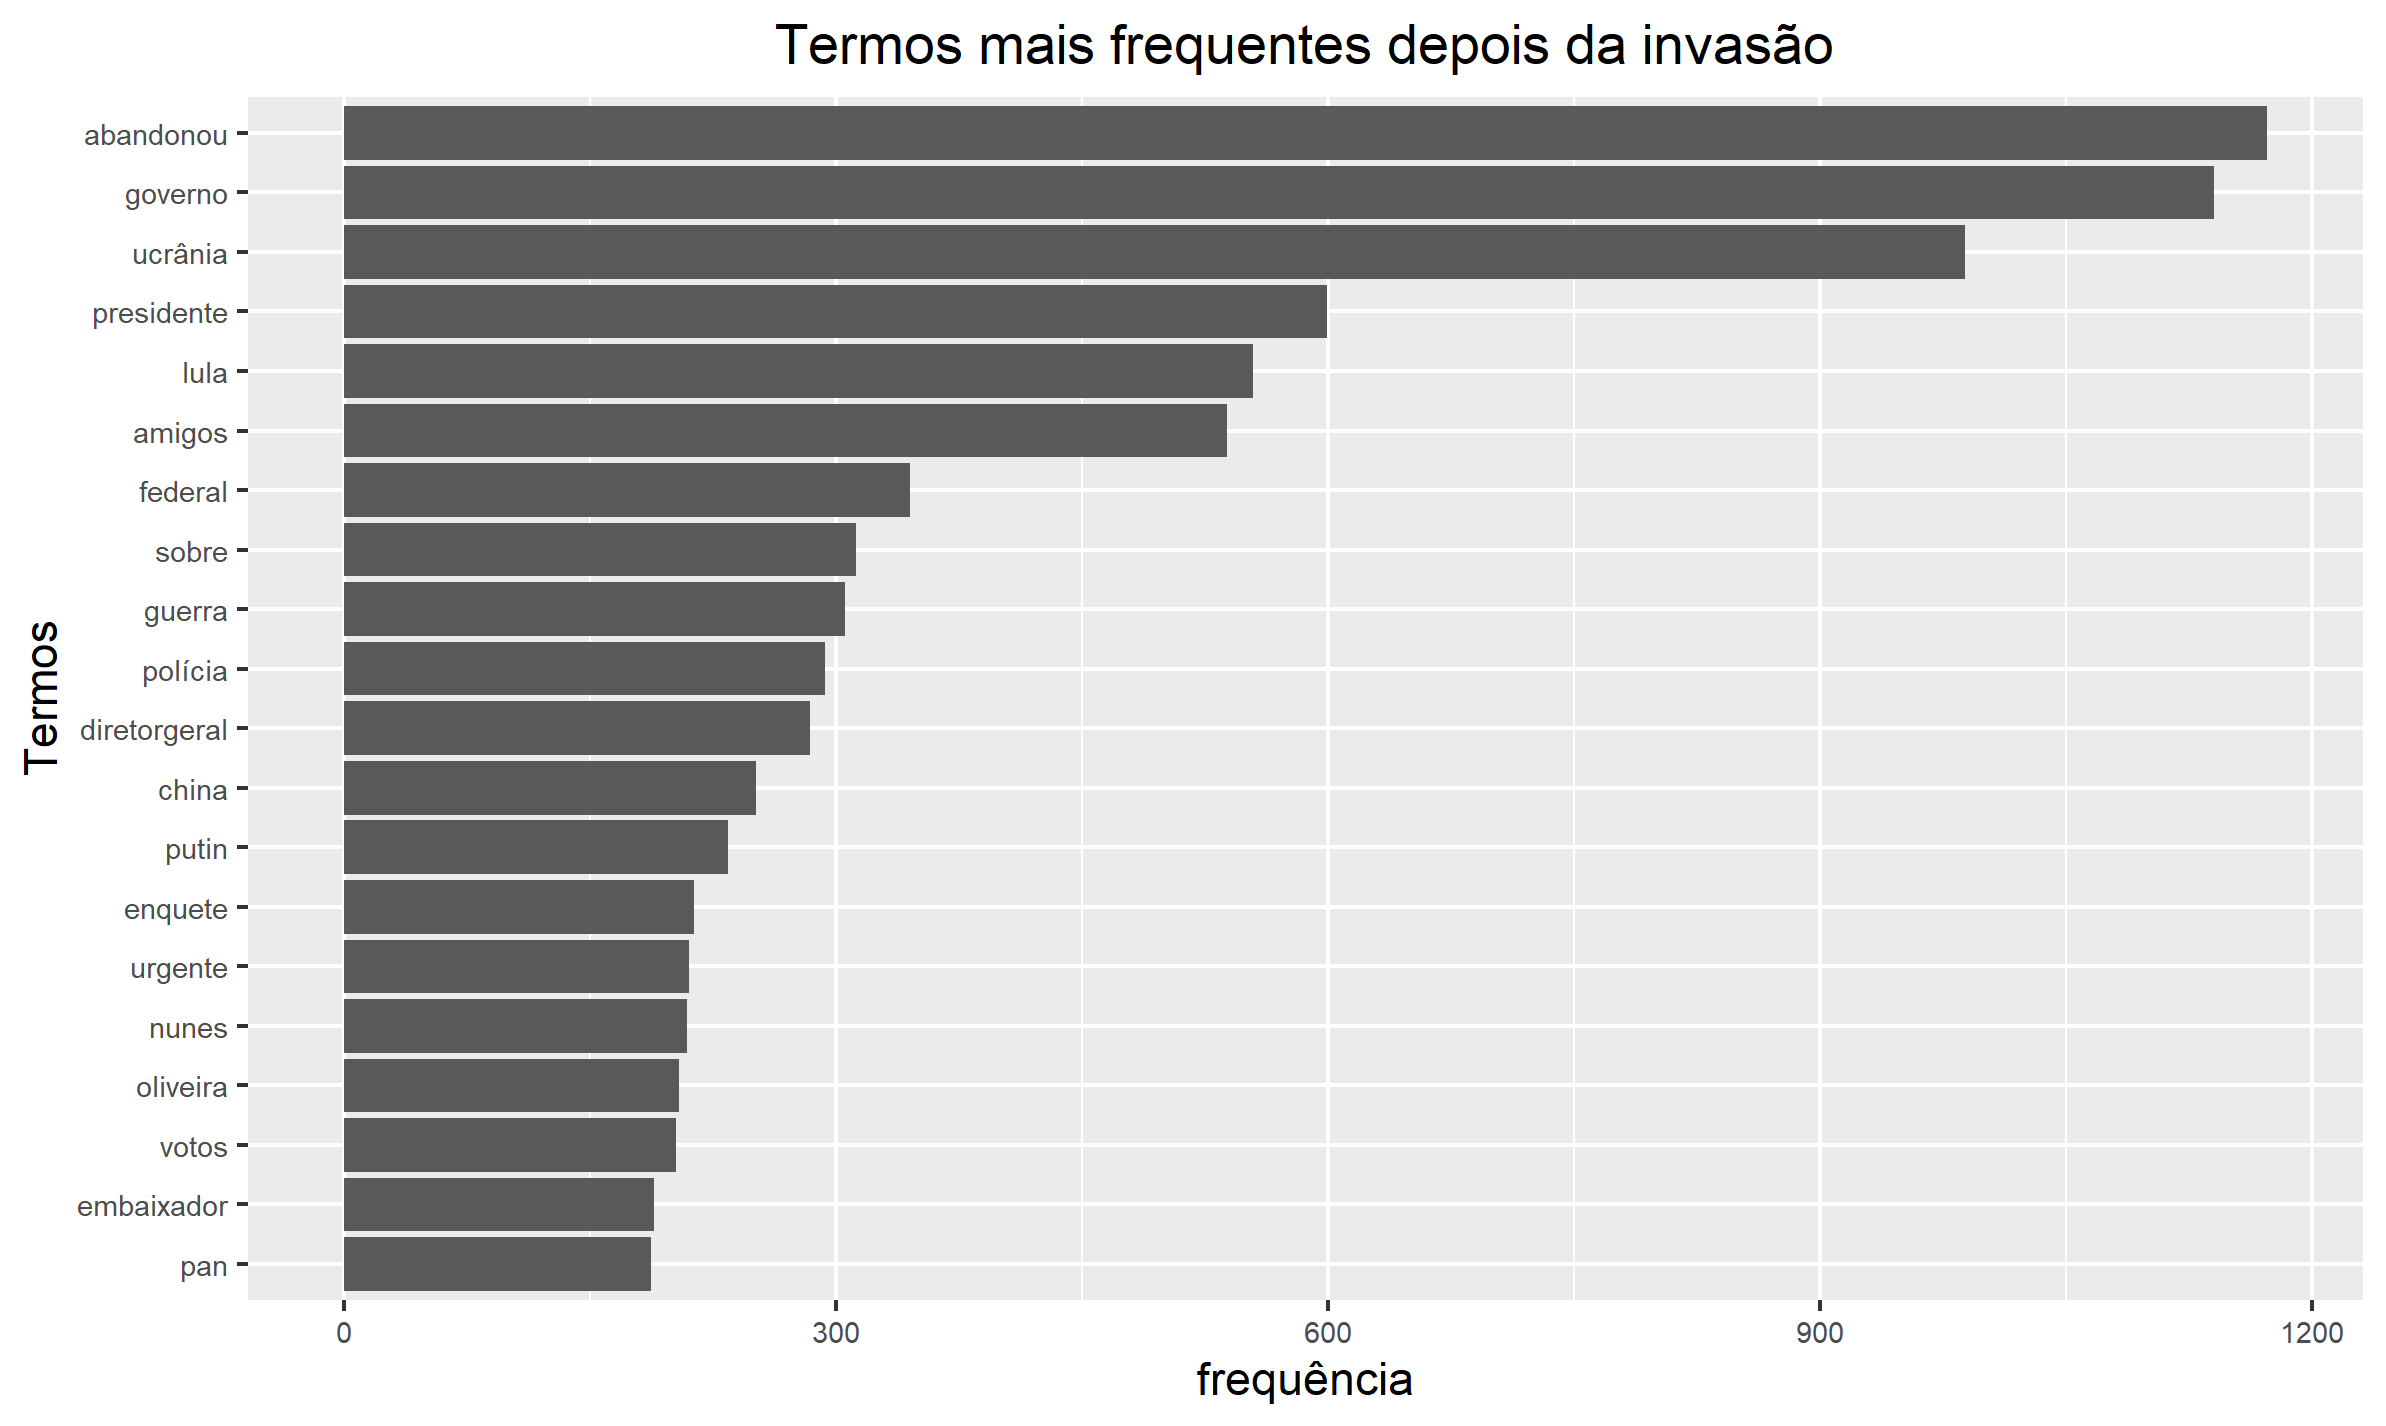 Termos mais frequentes depois da invasão
Termos
abandonou
governo
ucrânia
presidente
lula
amigos
federal
sobre
guerra
polícia
diretorgeral
china
putin
enquete
urgente
nunes
oliveira
votos
embaixador
pan
0 300 600 900 1200
frequência